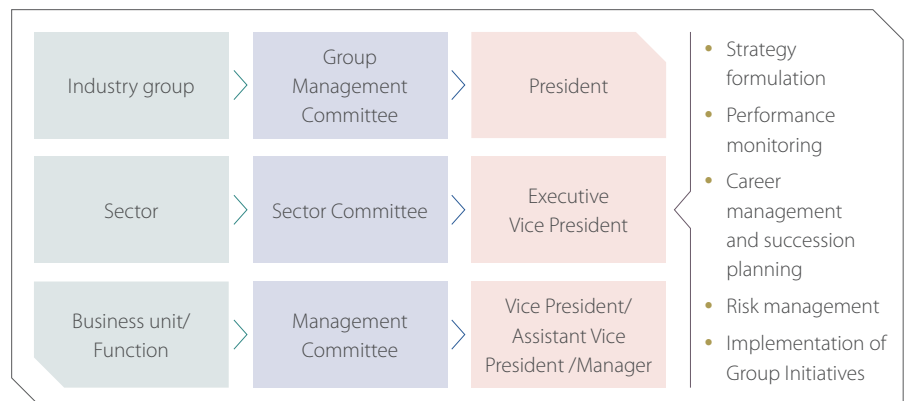 Industry group
Group
Management
Committee
President
Sector
Sector Committee
Executive
Vice President
Business unit/
Function
Management
Committee
Vice President/
Assistant Vice
President /Manager
• Strategy
formulation
• Performance
monitoring
• Career
management
and succession
planning
• Risk management
• Implementation of
Group Initiatives